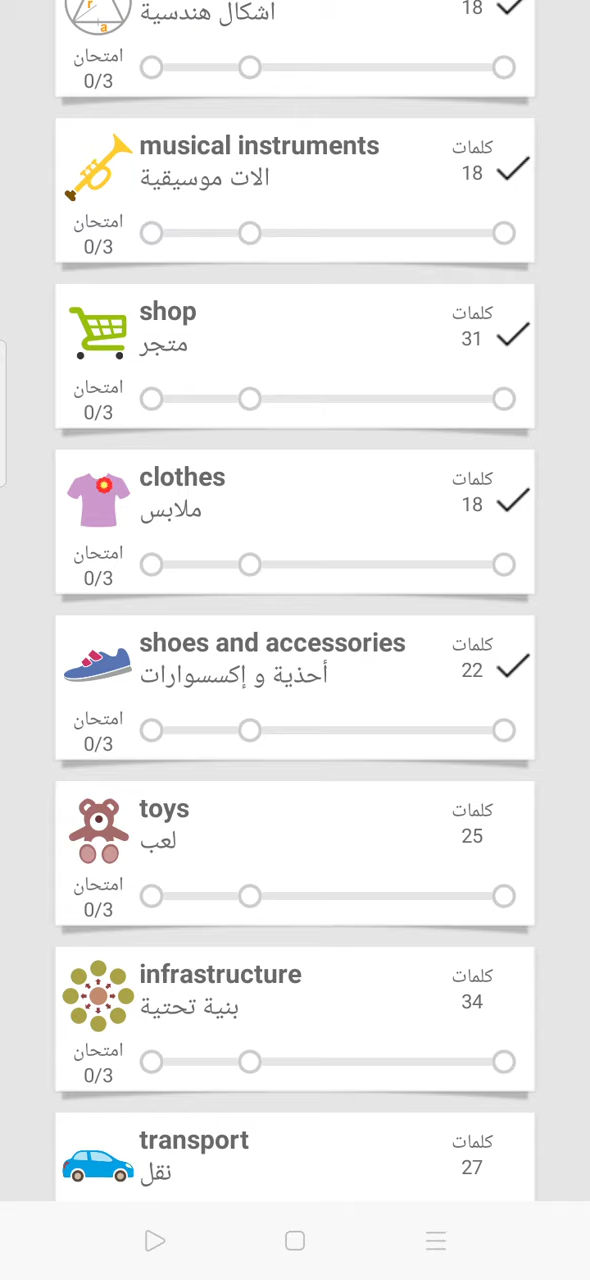 أشكال هندسية
18
r
a
امتحان
0/3
musical instruments
الات موسيقية
كلمات
18
امتحان
0/3
shop
متجر
كلمات
31
امتحان
0/3
clothes
ملابس
كلمات
18
امتحان
0/3
shoes and accessories
أحذية و إكسسوارات
كلمات
22
امتحان
0/3
toys
لعب
كلمات
25
امتحان
0/3
infrastructure
بنية تحتية
كلمات
34
امتحان
0/3
transport
نقل
كلمات
27